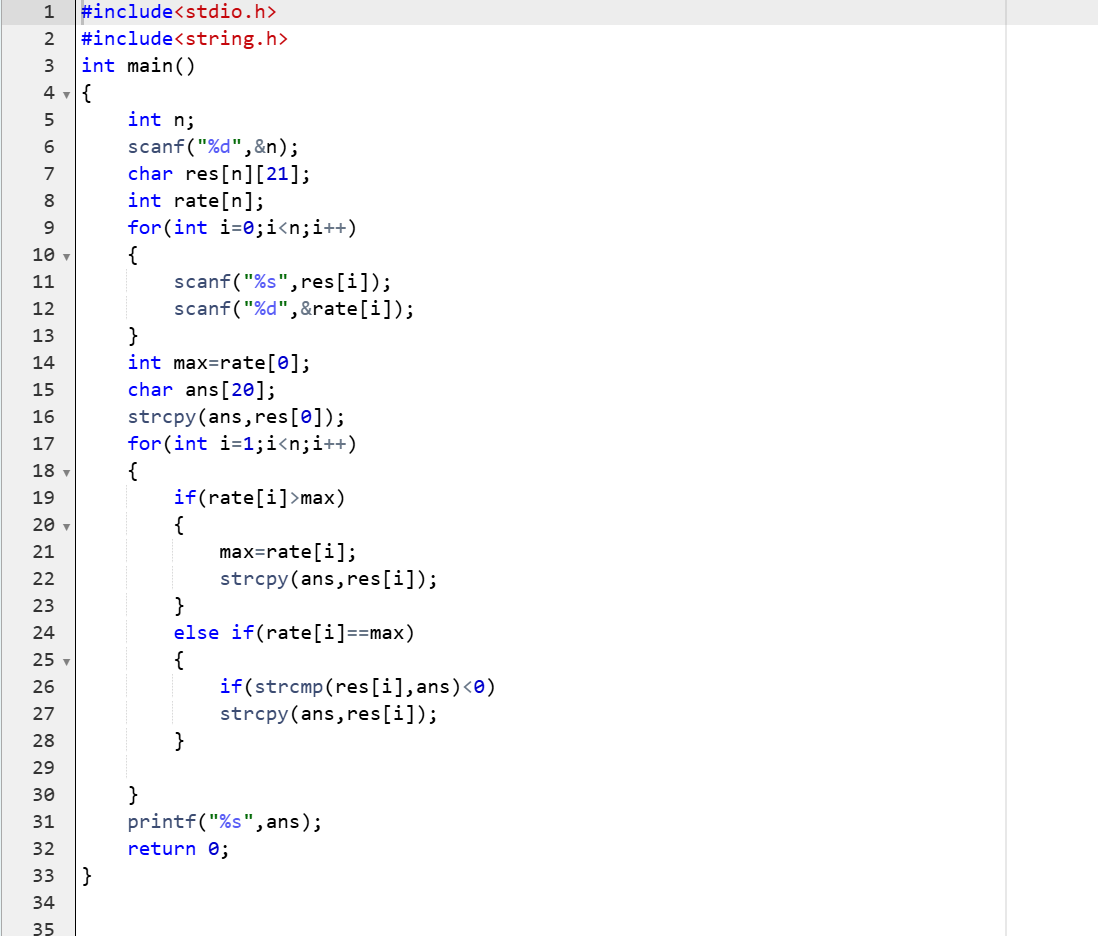 1 #include<stdio.h>
2 #include<string.h>
3 int main()
4 {
5     int n;
6     scanf("%d",&n);
7     char res[n][21];
8     int rate[n];
9     for(int i=0;i<n;i++)
10     {
11         scanf("%s",res[i]);
12         scanf("%d",&rate[i]);
13     }
14     int max=rate[0];
15     char ans[20];
16     strcpy(ans,res[0]);
17     for(int i=1;i<n;i++)
18     {
19         if(rate[i]>max)
20         {
21             max=rate[i];
22             strcpy(ans,res[i]);
23         }
24         else if(rate[i]==max)
25         {
26             if(strcmp(res[i],ans)<0)
27             strcpy(ans,res[i]);
28         }
29
30     }
31     printf("%s",ans);
32     return 0;
33 }
34
35